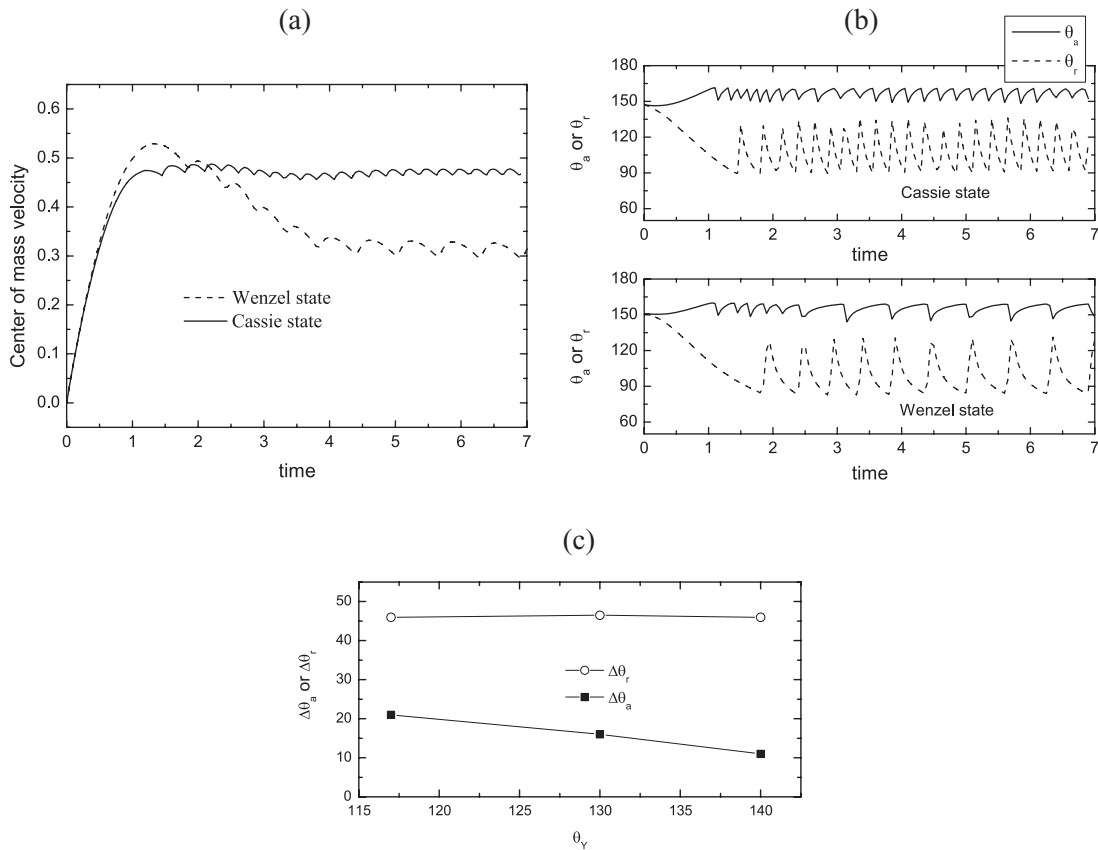 (a)
0.6
0.5
0.4
0.3
0.2
0.1
0.0
Center of mass velocity
Wenzel state
Cassie state
0 1 2 3 4 5 6 7
time
(b)
θa
θr
180
150
120
90
60
θa or θr
Cassie state
0 1 2 3 4 5 6 7
time
180
150
120
90
60
θa or θr
Wenzel state
0 1 2 3 4 5 6 7
time
(c)
50
40
30
20
10
0
Δθa or Δθr
Δθr
Δθa
115 120 125 130 135 140
θY